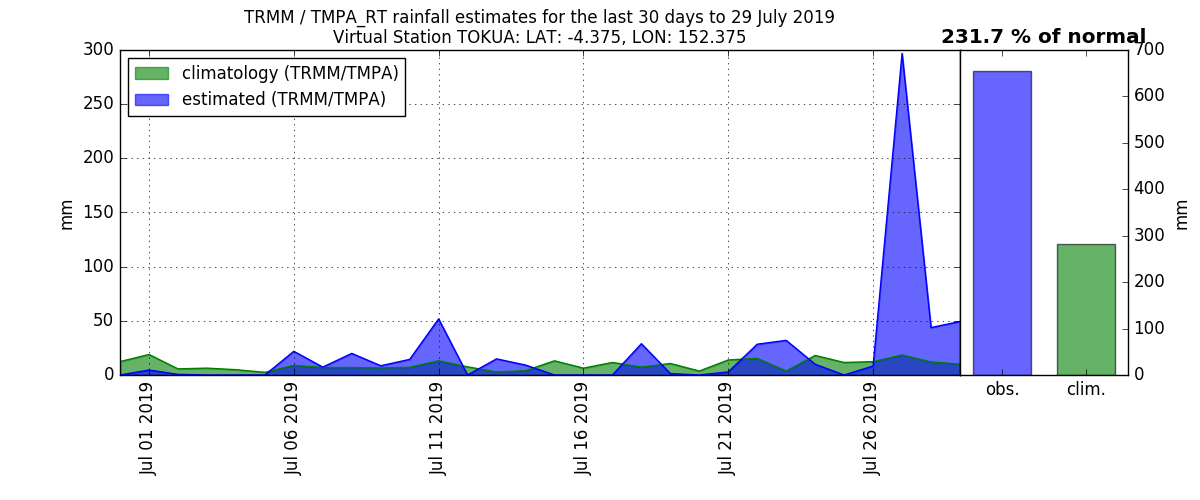 TRMM / TMPA_RT rainfall estimates for the last 30 days to 29 July 2019
Virtual Station TOKUA: LAT: -4.375, LON: 152.375
231.7 % of normal
climatology (TRMM/TMPA)
estimated (TRMM/TMPA)
mm
300
250
200
150
100
50
0
Jul 01 2019
Jul 06 2019
Jul 11 2019
Jul 16 2019
Jul 21 2019
Jul 26 2019
obs.
clim.
700
600
500
400
300
200
100
0
mm